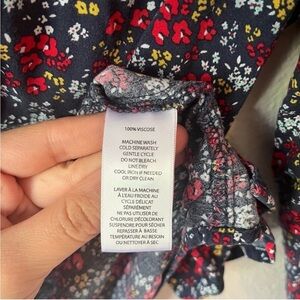 100% VISCOSE
MACHINE WASH
COLD SEPARATELY
GENTLE CYCLE
DO NOT BLEACH
LINE DRY
COOL IRON IF NEEDED
OR DRY CLEAN
LAVER À LA MACHINE
À L'EAU FROIDE AU
CYCLE DÉLICAT
SÉPARÉMENT
NE PAS UTILISER DE
CHLORURE DÉCOLORANT
SUSPENDRE POUR SÉCHER
REPASSER À BASSE
TEMPÉRATURE AU BESOIN
OU NETTOYER À SEC